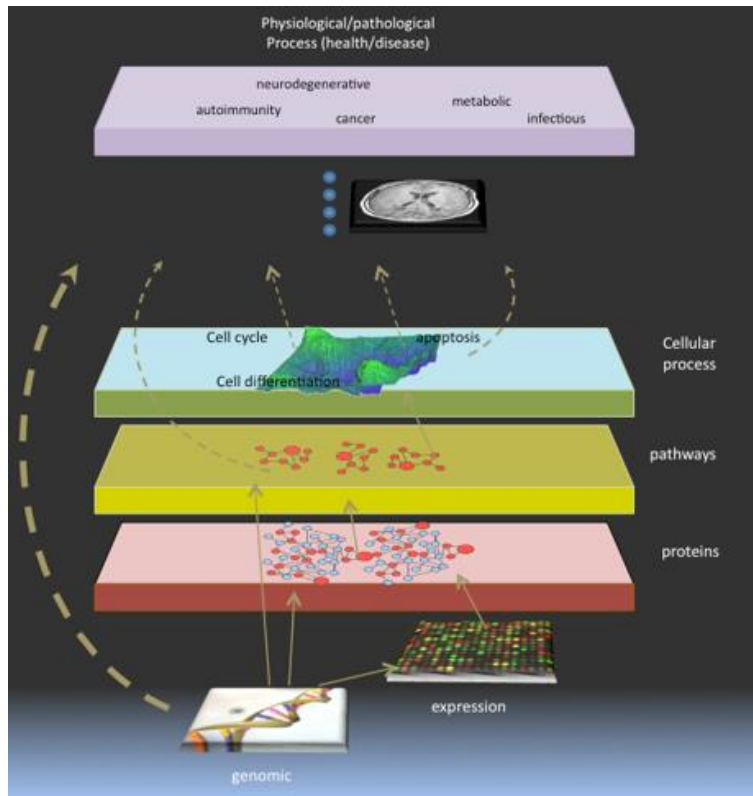 Physiological/pathological
Process (health/disease)
neurodegenerative
metabolic
autoimmunity
cancer
infectious
Cell cycle
apoptosis
Cellular
process
Cell differentiation
pathways
proteins
expression
genomic